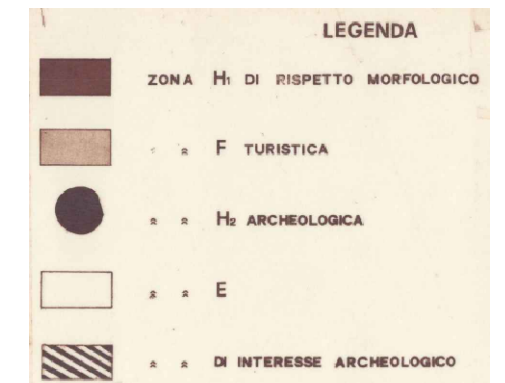 LEGENDA
ZONA H1 DI RISPETTO MORFOLOGICO
" " F TURISTICA
" " H2 ARCHEOLOGICA
" " E
" " DI INTERESSE ARCHEOLOGICO